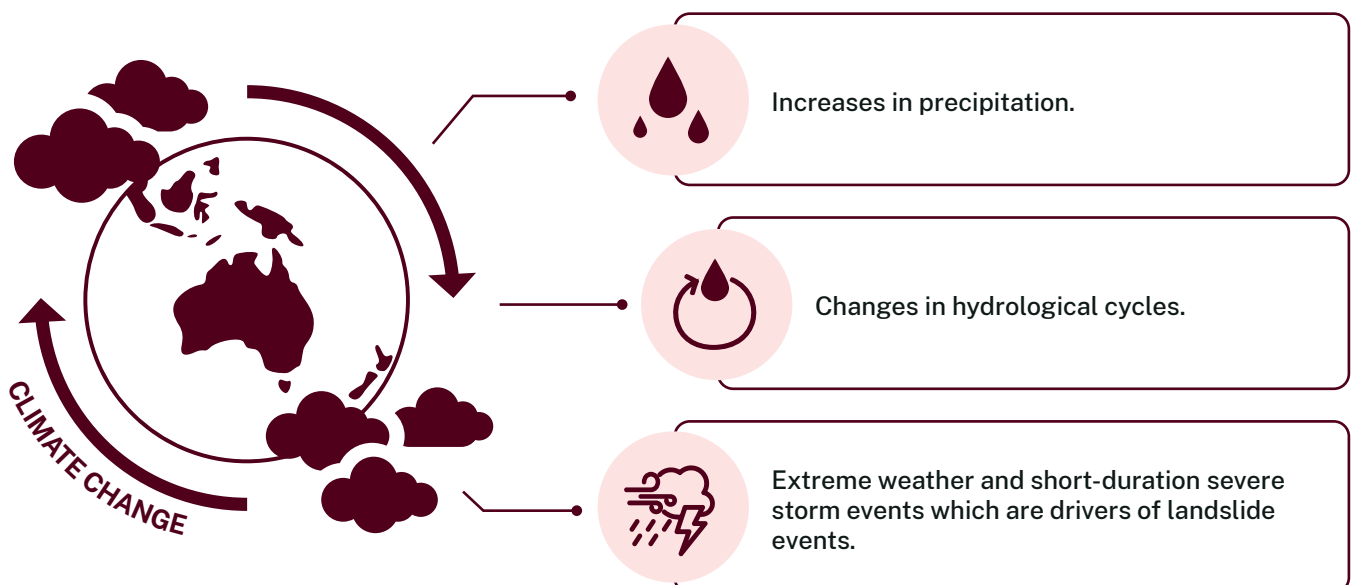 CLIMATE CHANGE
Increases in precipitation.
Changes in hydrological cycles.
Extreme weather and short-duration severe
storm events which are drivers of landslide
events.